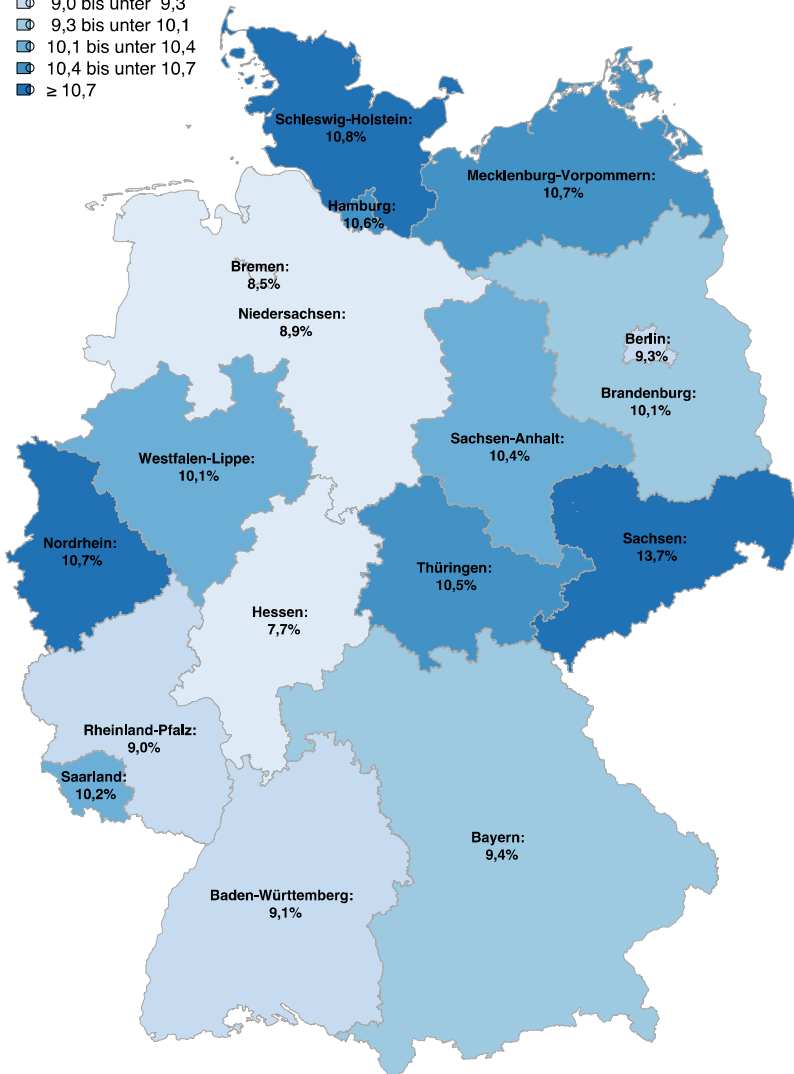 9,0 bis unter 9,3
9,3 bis unter 10,1
10,1 bis unter 10,4
10,4 bis unter 10,7
≥ 10,7
Schleswig-Holstein:
10,8%
Mecklenburg-Vorpommern:
10,7%
Hamburg:
10,6%
Bremen:
8,5%
Niedersachsen:
8,9%
Berlin:
9,3%
Brandenburg:
10,1%
Sachsen-Anhalt:
10,4%
Westfalen-Lippe:
10,1%
Nordrhein:
10,7%
Sachsen:
13,7%
Thüringen:
10,5%
Hessen:
7,7%
Rheinland-Pfalz:
9,0%
Saarland:
10,2%
Bayern:
9,4%
Baden-Württemberg:
9,1%